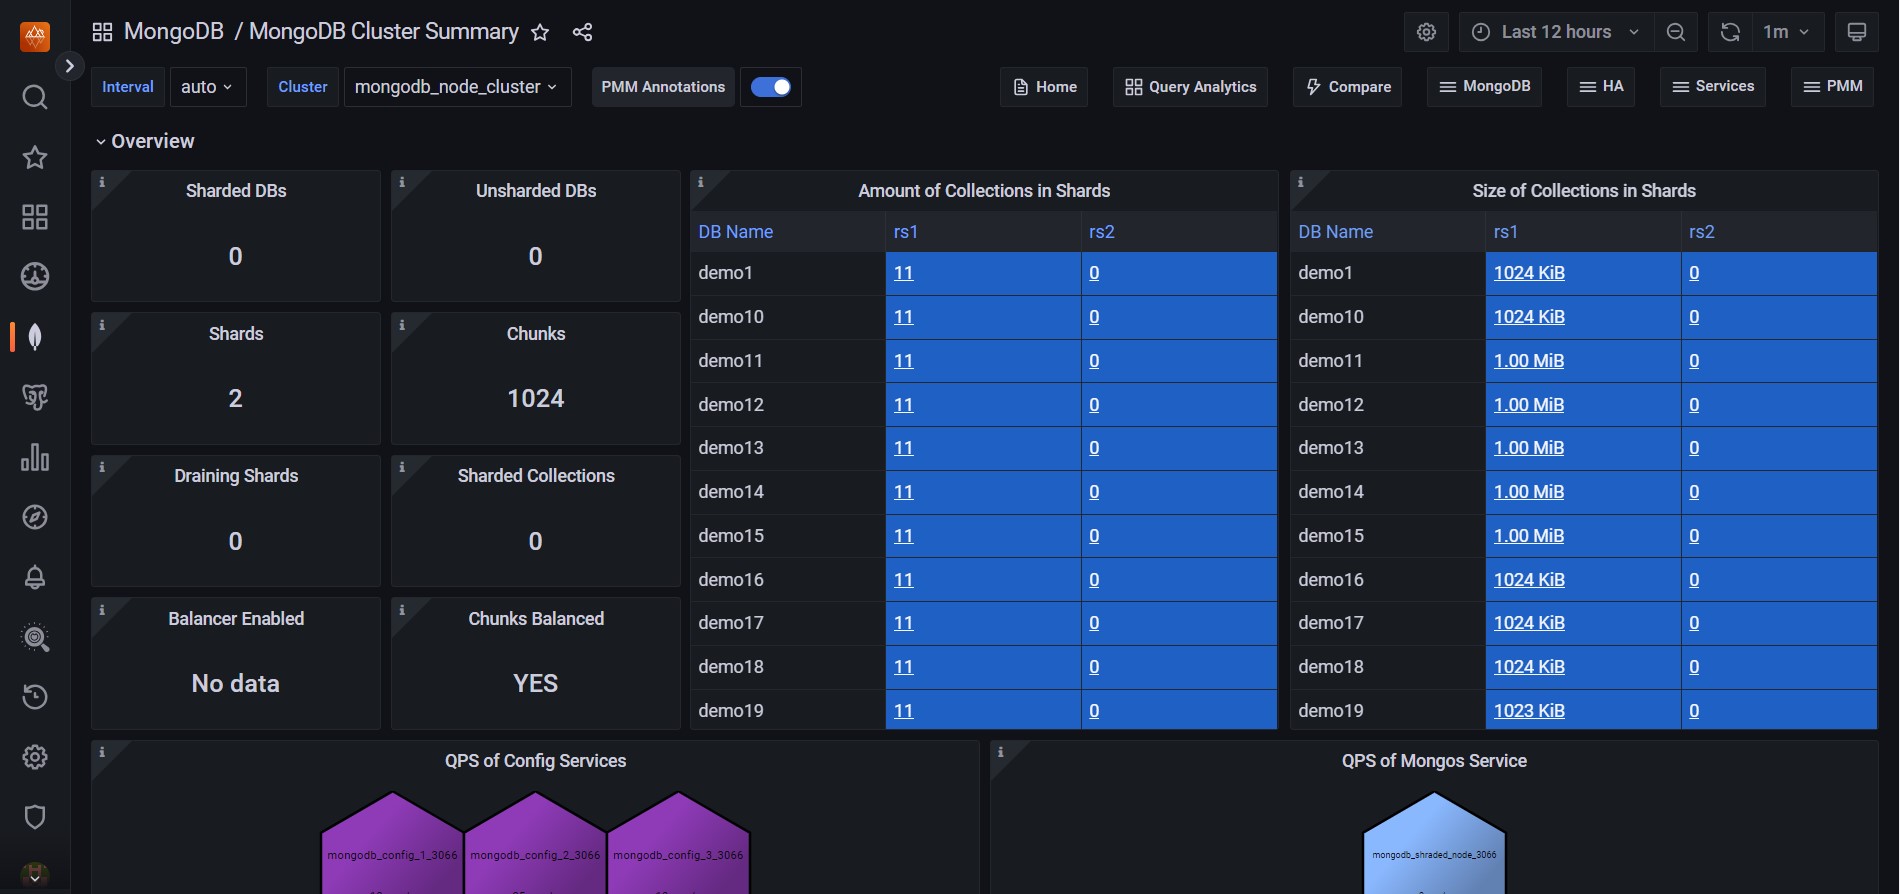 MongoDB / MongoDB Cluster Summary
Last 12 hours
1m
Interval
auto
Cluster
mongodb_node_cluster
PMM Annotations
Home
Query Analytics
Compare
MongoDB
HA
Services
PMM
Overview
Sharded DBs
0
Unsharded DBs
0
Shards
2
Chunks
1024
Draining Shards
0
Sharded Collections
0
Balancer Enabled
No data
Chunks Balanced
YES
Amount of Collections in Shards
DB Name rs1 rs2
demo1 11 0
demo10 11 0
demo11 11 0
demo12 11 0
demo13 11 0
demo14 11 0
demo15 11 0
demo16 11 0
demo17 11 0
demo18 11 0
demo19 11 0
Size of Collections in Shards
DB Name rs1 rs2
demo1 1024 KiB 0
demo10 1024 KiB 0
demo11 1.00 MiB 0
demo12 1.00 MiB 0
demo13 1.00 MiB 0
demo14 1.00 MiB 0
demo15 1.00 MiB 0
demo16 1024 KiB 0
demo17 1024 KiB 0
demo18 1024 KiB 0
demo19 1023 KiB 0
QPS of Config Services
mongodb_config_1_3066
mongodb_config_2_3066
mongodb_config_3_3066
QPS of Mongos Service
mongodb_shraded_node_3066